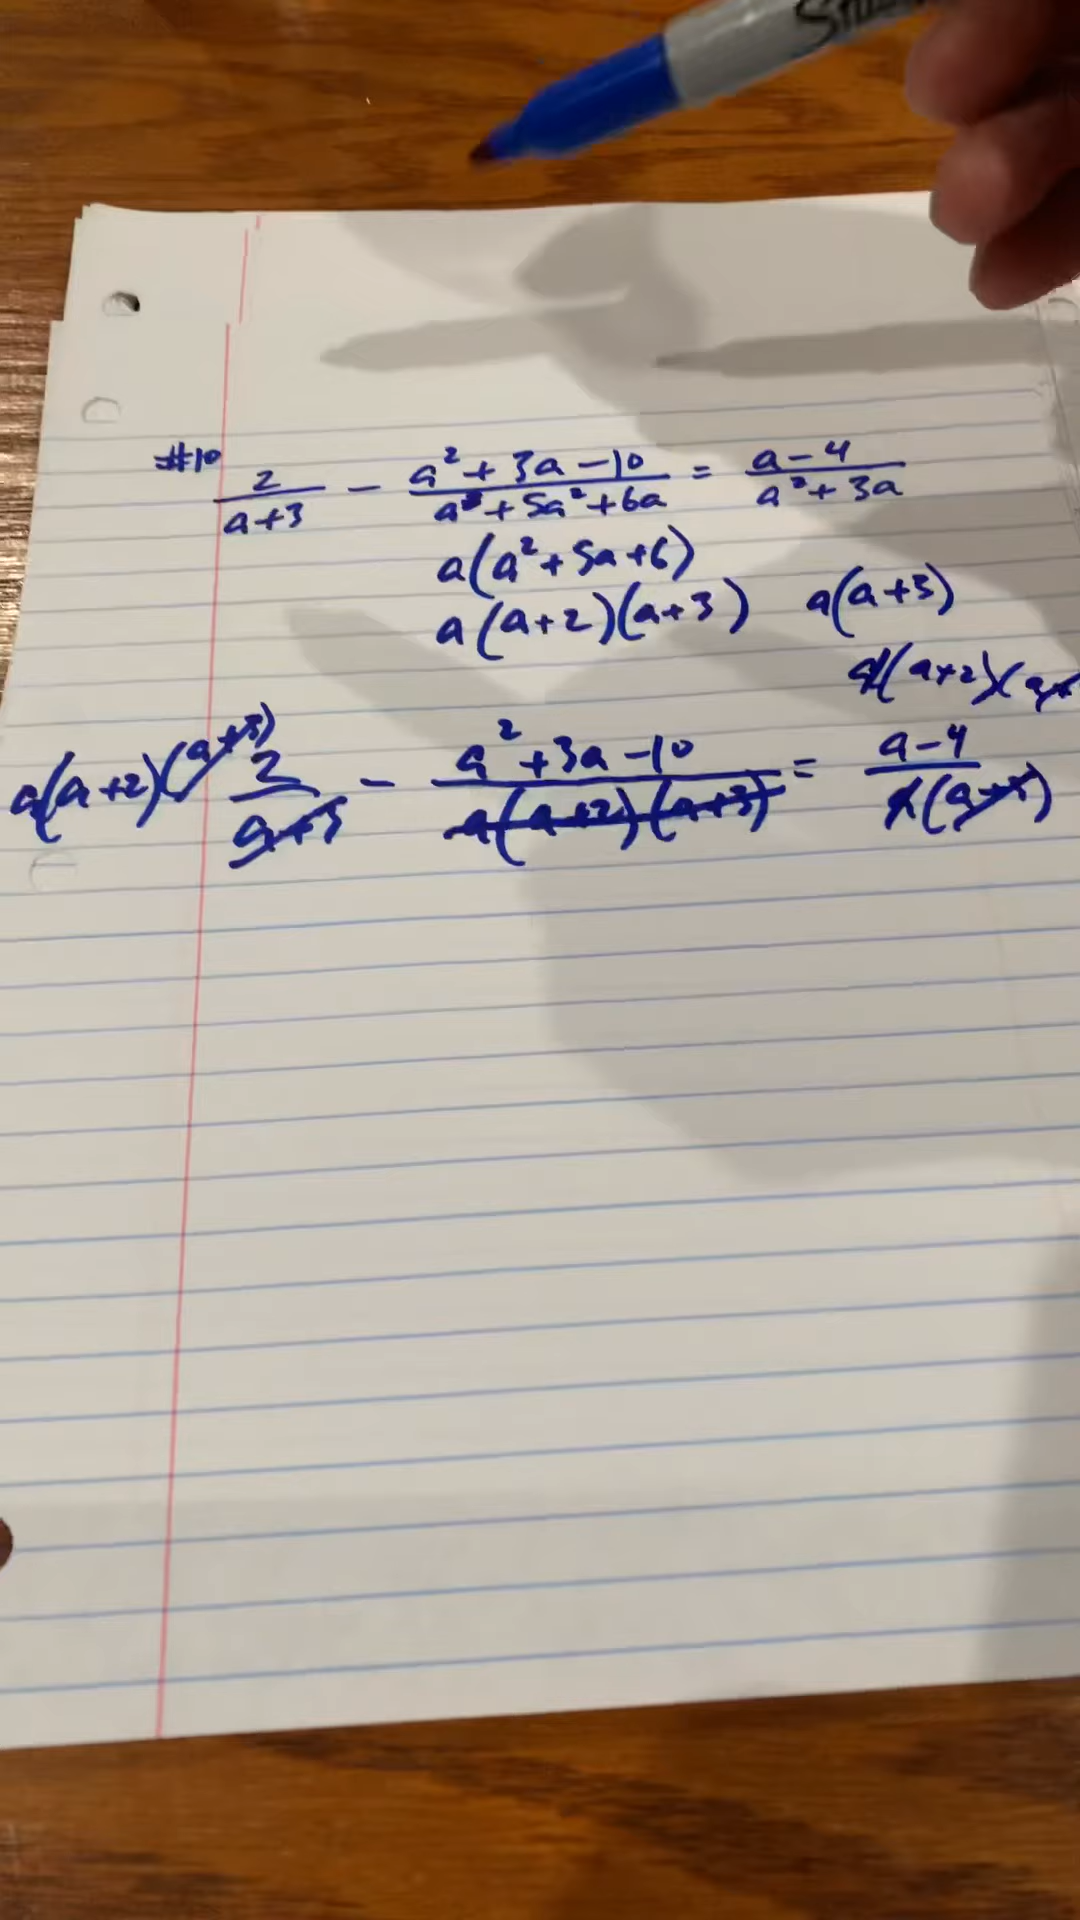 #10 2/(a+3) - (a²+3a-10)/(a³+5a²+6a) = (a-4)/(a²+3a)
a(a²+5a+6)
a(a+2)(a+3) a(a+3)
a(a+2)(a+
a(a+2)(a+3) 2/(a+3) - (a²+3a-10)/(a(a+2)(a+3)) = (a-4)/(a(a+3))